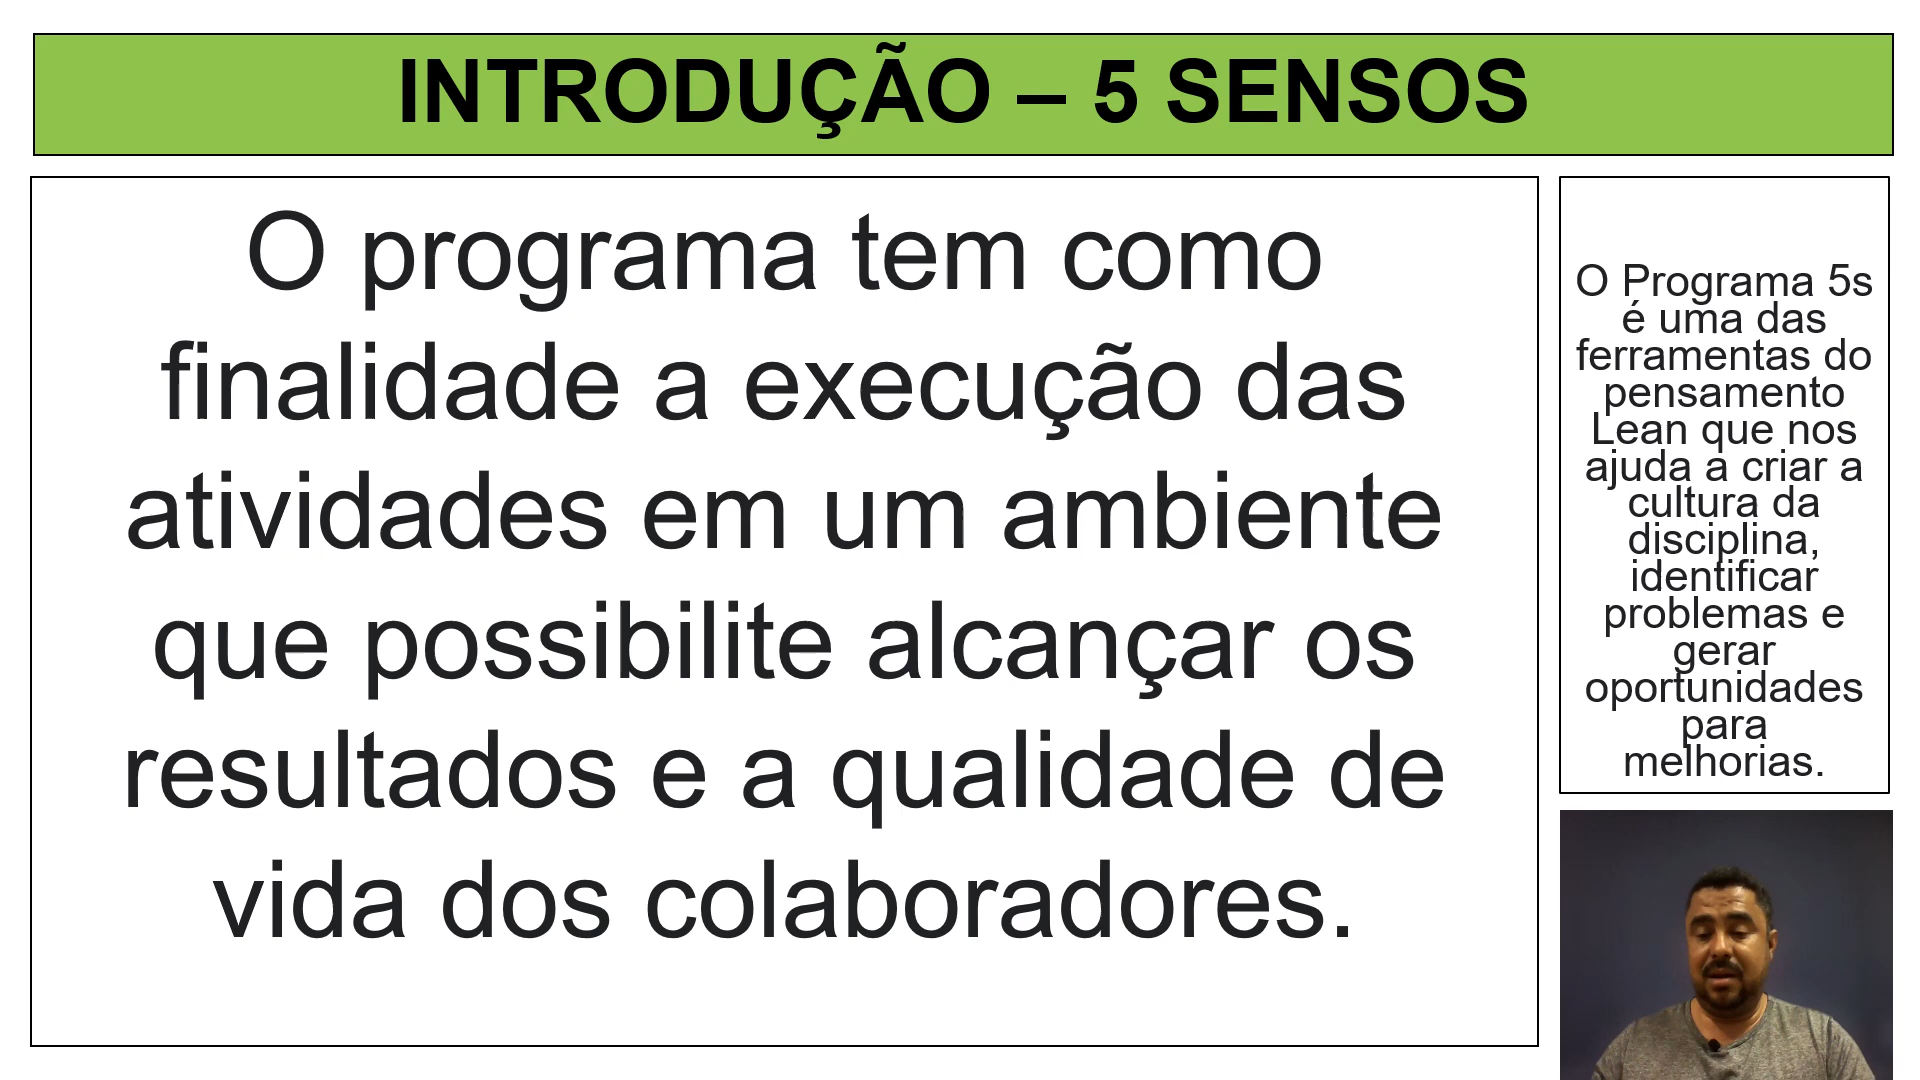 INTRODUÇÃO – 5 SENSOS
O programa tem como
finalidade a execução das
atividades em um ambiente
que possibilite alcançar os
resultados e a qualidade de
vida dos colaboradores.
O Programa 5s
é uma das
ferramentas do
pensamento
Lean que nos
ajuda a criar a
cultura da
disciplina,
identificar
problemas e
gerar
oportunidades
para
melhorias.